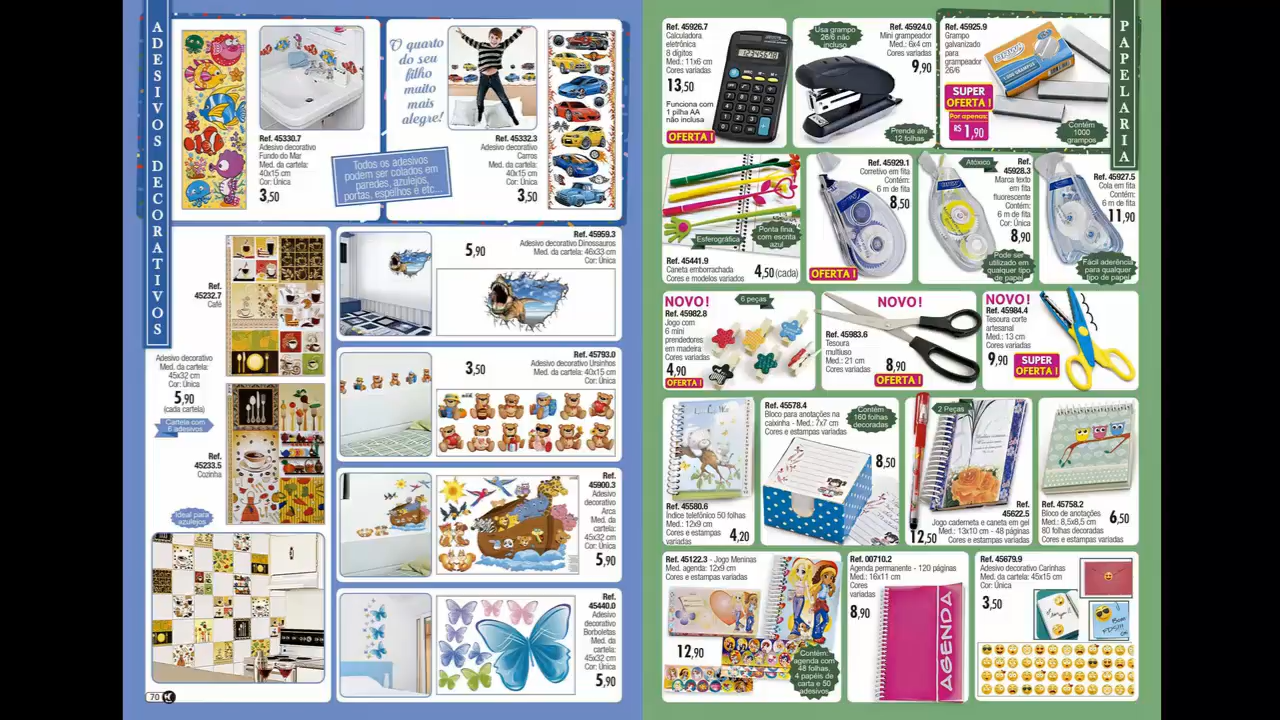 ADESIVOS DECORATIVOS
Ref. 45330.7
Adesivo decorativo
Fundo do Mar
Med. da cartela:
40x15 cm
Cor: Única
3,50
O quarto
do seu
filho
muito
mais
alegre!
Ref. 45332.3
Adesivo decorativo
Carros
Med. da cartela:
40x15 cm
Cor: Única
3,50
Todos os adesivos
podem ser colados em
paredes, azulejos,
portas, espelhos e etc...
Ref.
45232.7
Café
Adesivo decorativo
Med. da cartela:
45x32 cm
Cor: Única
5,90
(cada cartela)
Cartela com
6 adesivos
Ref.
45233.5
Cozinha
Ideal para
azulejos
Ref. 45959.3
Adesivo decorativo Dinossauros
Med. da cartela: 46x33 cm
Cor: Única
5,90
Ref. 45793.0
Adesivo decorativo Ursinhos
Med. da cartela: 40x15 cm
Cor: Única
3,50
Ref.
45900.3
Adesivo
decorativo
Arca
Med. da
cartela:
45x32 cm
Cor:
Única
5,90
Ref.
45440.0
Adesivo
decorativo
Borboletas
Med. da
cartela:
45x32 cm
Cor:
Única
5,90
70
PAPELARIA
Ref. 45926.7
Calculadora
eletrônica
8 dígitos
Med.: 11x6 cm
Cores variadas
13,50
Funciona com
1 pilha AA
não inclusa
OFERTA!
Usa grampo
26/6 não
incluso
Ref. 45924.0
Mini grampeador
Med.: 6x4 cm
Cores variadas
9,90
Prende até
12 folhas
Ref. 45925.9
Grampo
galvanizado
para
grampeador
26/6
SUPER
OFERTA!
Por apenas:
R$ 1,90
Contém
1000
grampos
Esferográfica
Ponta fina,
com escrita
azul
Ref. 45441.9
Caneta emborrachada
Cores e modelos variados
4,50 (cada)
Ref. 45929.1
Corretivo em fita
Contém:
6 m de fita
8,50
OFERTA!
Atóxico
Ref.
45928.3
Marca texto
em fita
fluorescente
Contém:
6 m de fita
Cor: Única
8,90
Pode ser
utilizado em
qualquer tipo
de papel
Ref. 45927.5
Cola em fita
Contém:
6 m de fita
11,90
Fácil aderência
para qualquer
tipo de papel
NOVO!
6 peças
Ref. 45982.8
Jogo com
6 mini
prendedores
em madeira
Cores variadas
4,90
OFERTA!
NOVO!
Ref. 45983.6
Tesoura
multiuso
Med.: 21 cm
Cores variadas
8,90
OFERTA!
NOVO!
Ref. 45984.4
Tesoura corte
artesanal
Med.: 13 cm
Cores variadas
9,90
SUPER
OFERTA!
Ref. 45580.6
Índice telefônico 50 folhas
Med.: 12x9 cm
Cores e estampas
variadas
4,20
Ref. 45578.4
Bloco para anotações na
caixinha - Med.: 7x7 cm
Cores e estampas variadas
Contém
160 folhas
decoradas
8,50
2 Peças
Ref.
45622.5
Jogo caderneta e caneta em gel
Med.: 13x10 cm - 48 páginas
Cores e estampas variadas
12,50
Ref. 45758.2
Bloco de anotações
Med.: 8,5x8,5 cm
80 folhas decoradas
Cores e estampas variadas
6,50
Ref. 45122.3 - Jogo Meninas
Med. agenda: 12x9 cm
Cores e estampas variadas
12,90
Contém:
agenda com
48 folhas,
4 papéis de
carta e 50
adesivos
Ref. 00710.2
Agenda permanente - 120 páginas
Med.: 16x11 cm
Cores
variadas
8,90
AGENDA
Ref. 45679.9
Adesivo decorativo Carinhas
Med. da cartela: 45x15 cm
Cor: Única
3,50